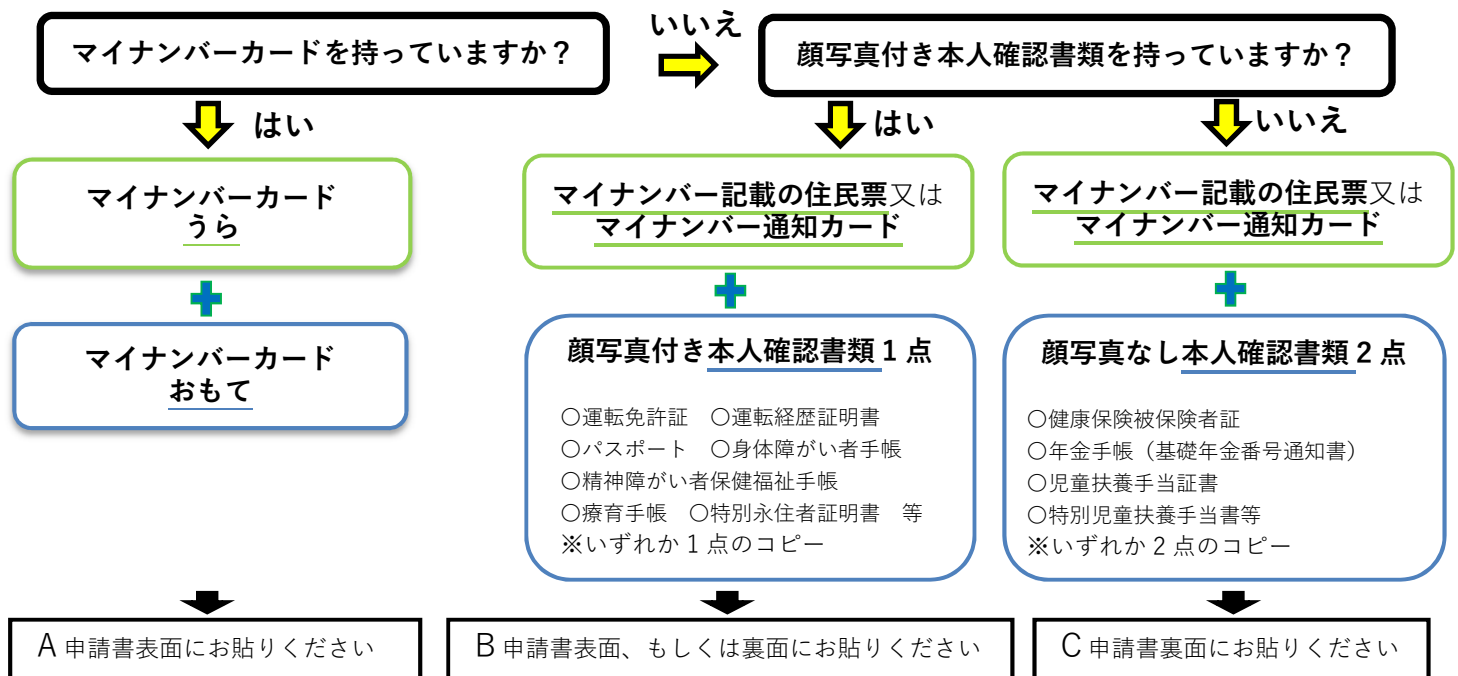 マイナンバーカードを持っていますか？
いいえ
顔写真付き本人確認書類を持っていますか？
はい
はい
いいえ
マイナンバーカード
うら
マイナンバーカード
おもて
マイナンバー記載の住民票又は
マイナンバー通知カード
顔写真付き本人確認書類１点
○運転免許証　○運転経歴証明書
○パスポート　○身体障がい者手帳
○精神障がい者保健福祉手帳
○療育手帳　○特別永住者証明書　等
※いずれか１点のコピー
マイナンバー記載の住民票又は
マイナンバー通知カード
顔写真なし本人確認書類２点
○健康保険被保険者証
○年金手帳（基礎年金番号通知書）
○児童扶養手当証書
○特別児童扶養手当書等
※いずれか２点のコピー
A 申請書表面にお貼りください
B 申請書表面、もしくは裏面にお貼りください
C 申請書裏面にお貼りください